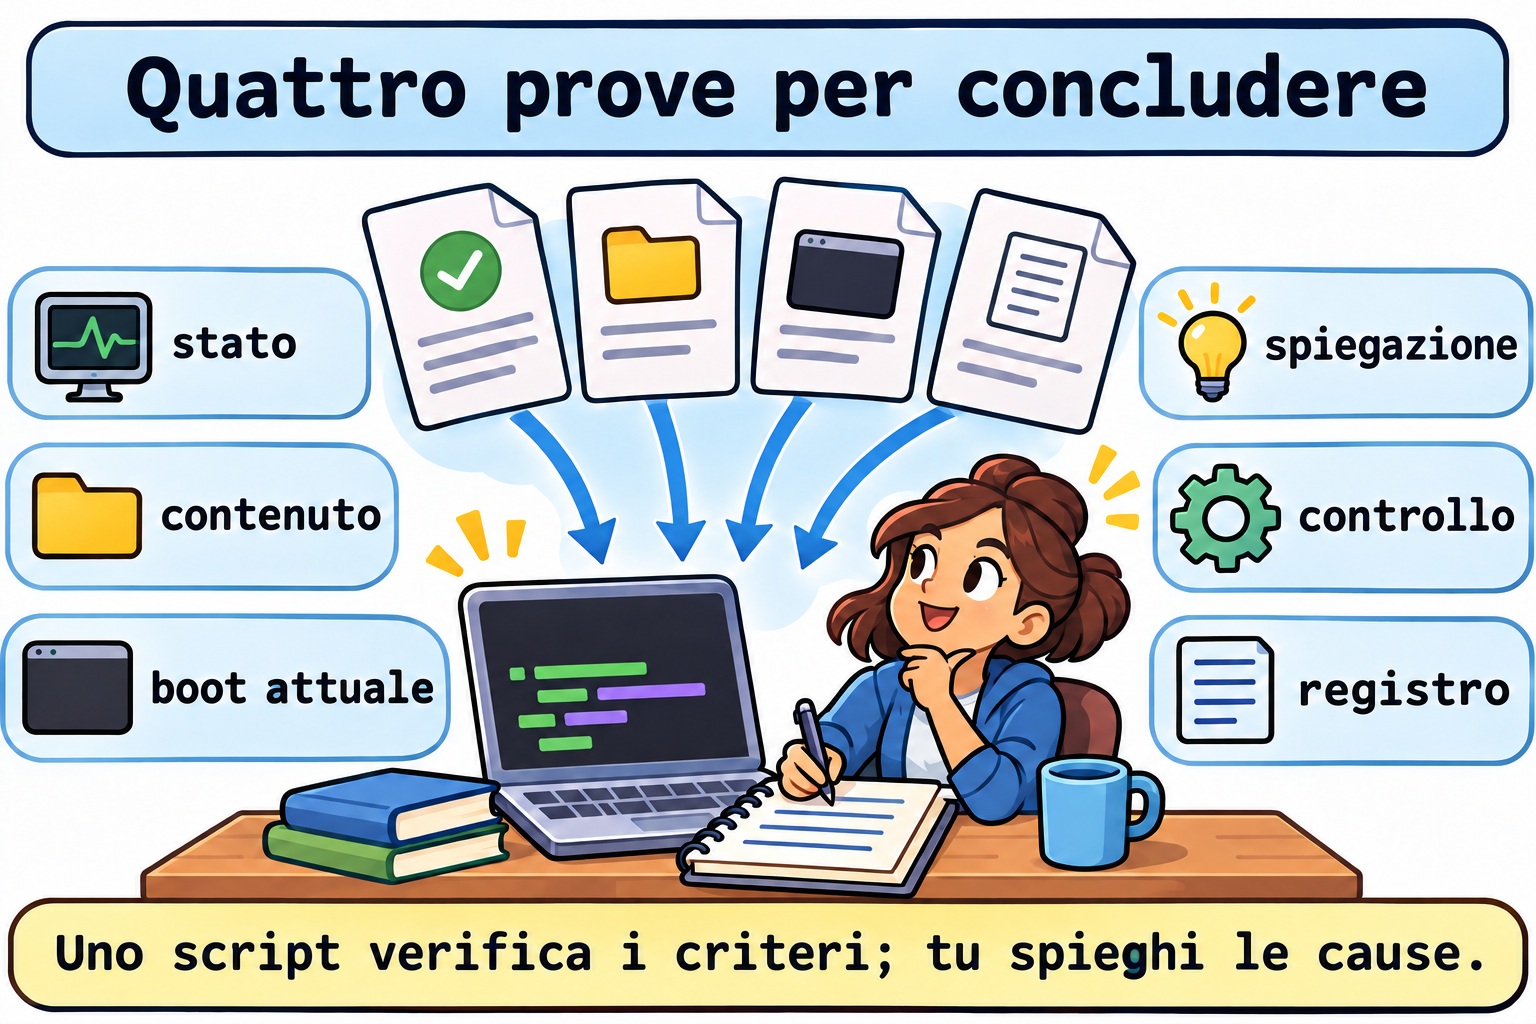 Quattro prove per concludere
stato
contenuto
boot attuale
spiegazione
controllo
registro
Uno script verifica i criteri; tu spieghi le cause.